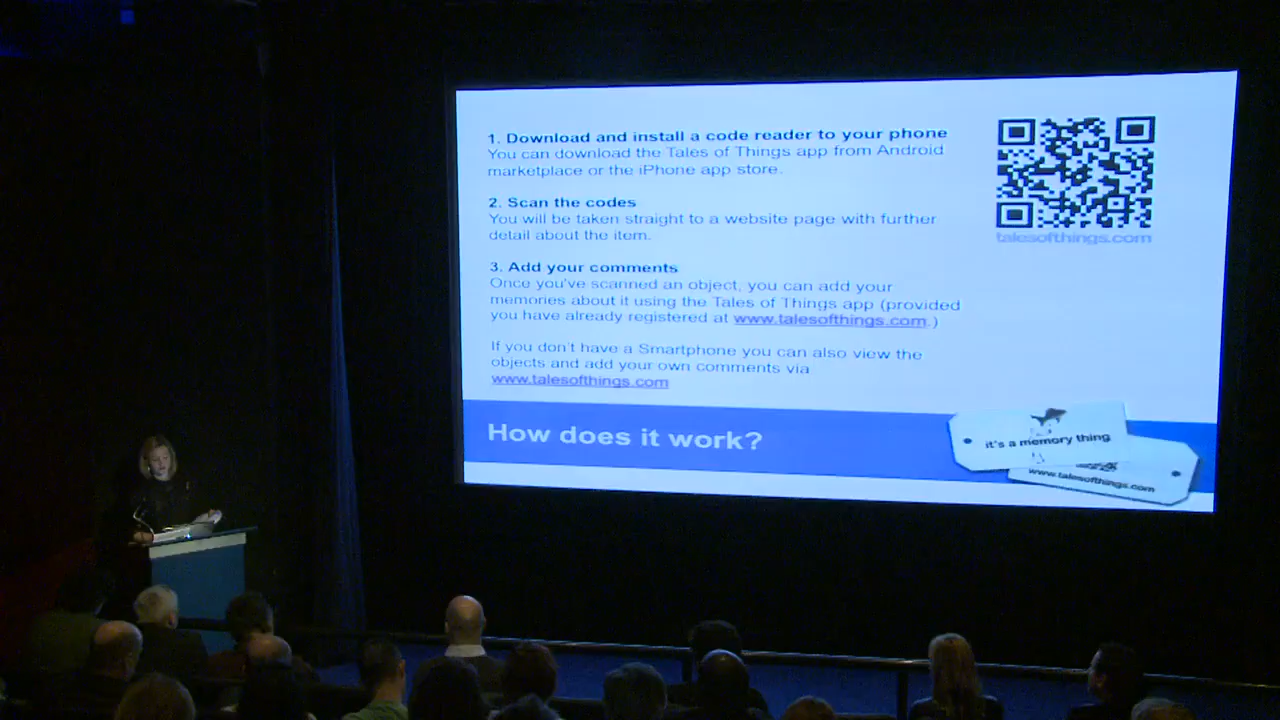 1. Download and install a code reader to your phone
You can download the Tales of Things app from Android
marketplace or the iPhone app store.
2. Scan the codes
You will be taken straight to a website page with further
detail about the item.
3. Add your comments
Once you've scanned an object, you can add your
memories about it using the Tales of Things app (provided
you have already registered at www.talesofthings.com.)
If you don't have a Smartphone you can also view the
objects and add your own comments via
www.talesofthings.com
talesofthings.com
How does it work?
it's a memory thing
www.talesofthings.com